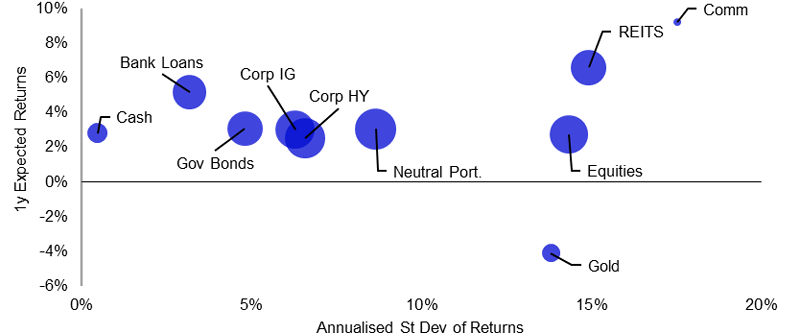 10%
Comm
8%
REITS
Bank Loans
6%
Corp IG
Corp HY
4%
Cash
Gov Bonds
2%
Neutral Port.
Equities
0%
-2%
-4%
Gold
-6%
1y Expected Returns
0% 5% 10% 15% 20%
Annualised St Dev of Returns